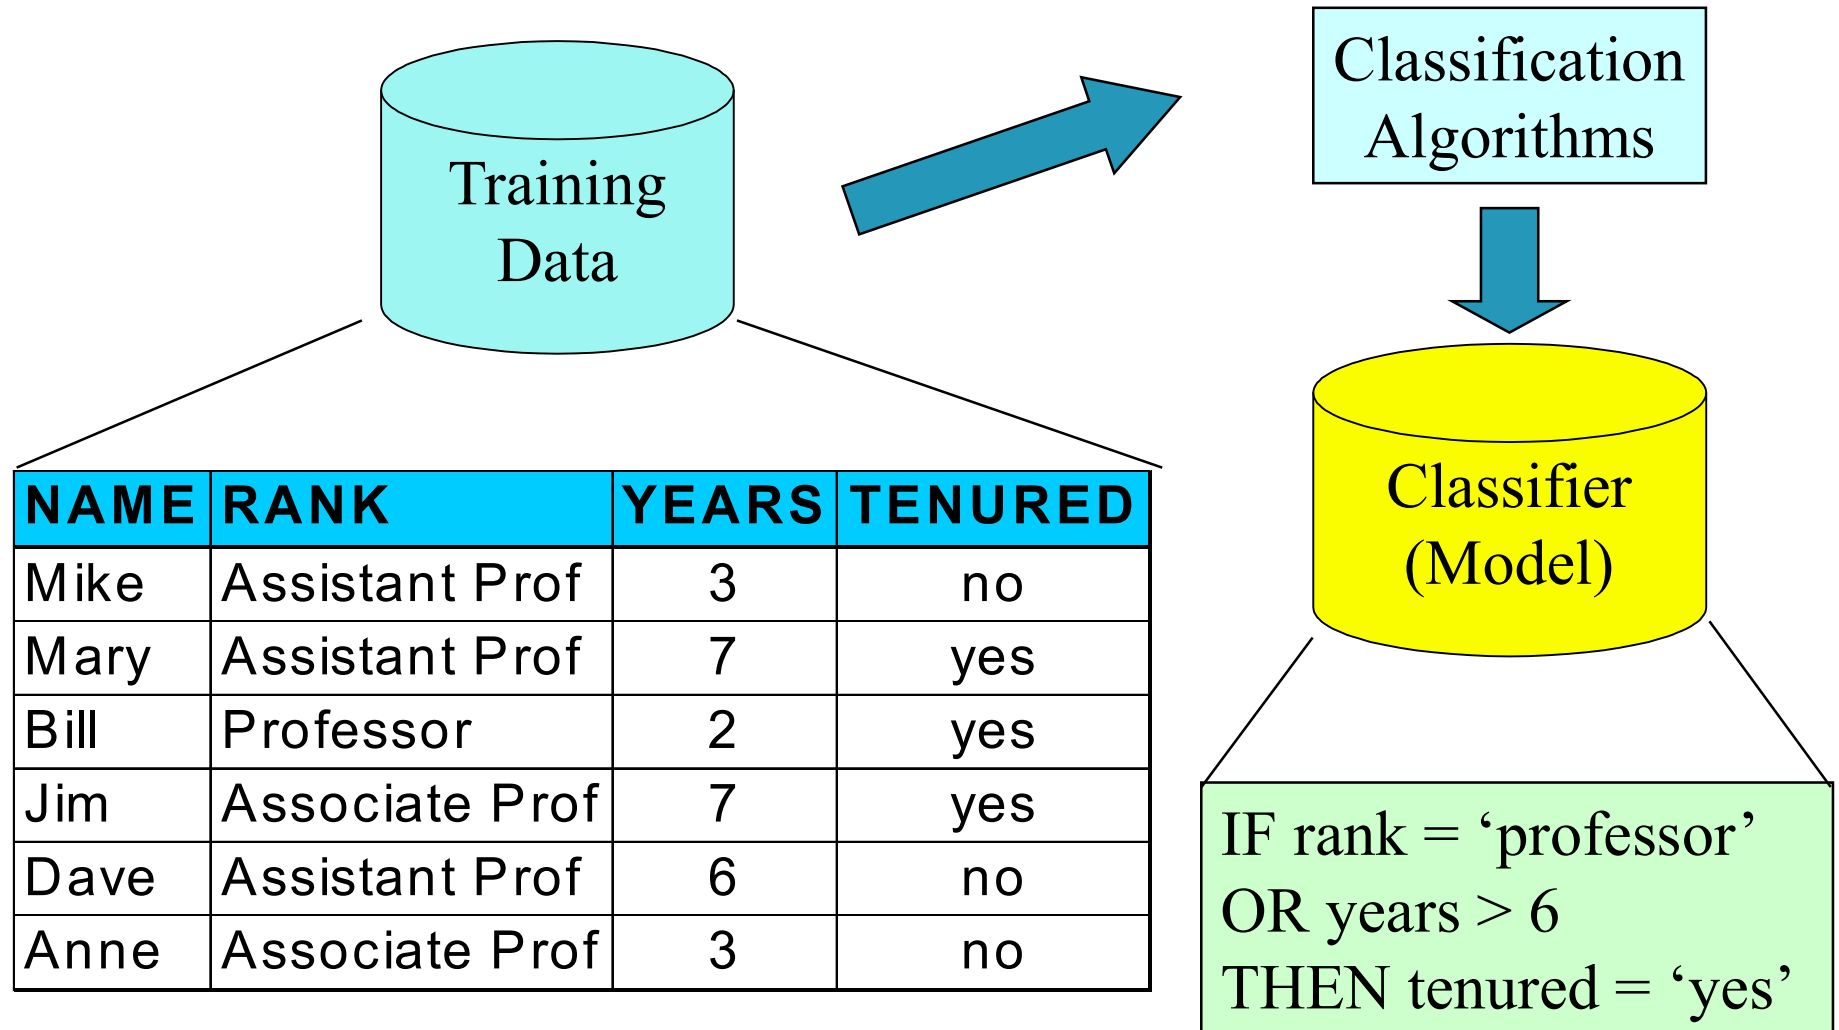 Training
Data
Classification
Algorithms
NAME RANK YEARS TENURED
Mike Assistant Prof 3 no
Mary Assistant Prof 7 yes
Bill Professor 2 yes
Jim Associate Prof 7 yes
Dave Assistant Prof 6 no
Anne Associate Prof 3 no
Classifier
(Model)
IF rank = ‘professor’
OR years > 6
THEN tenured = ‘yes’